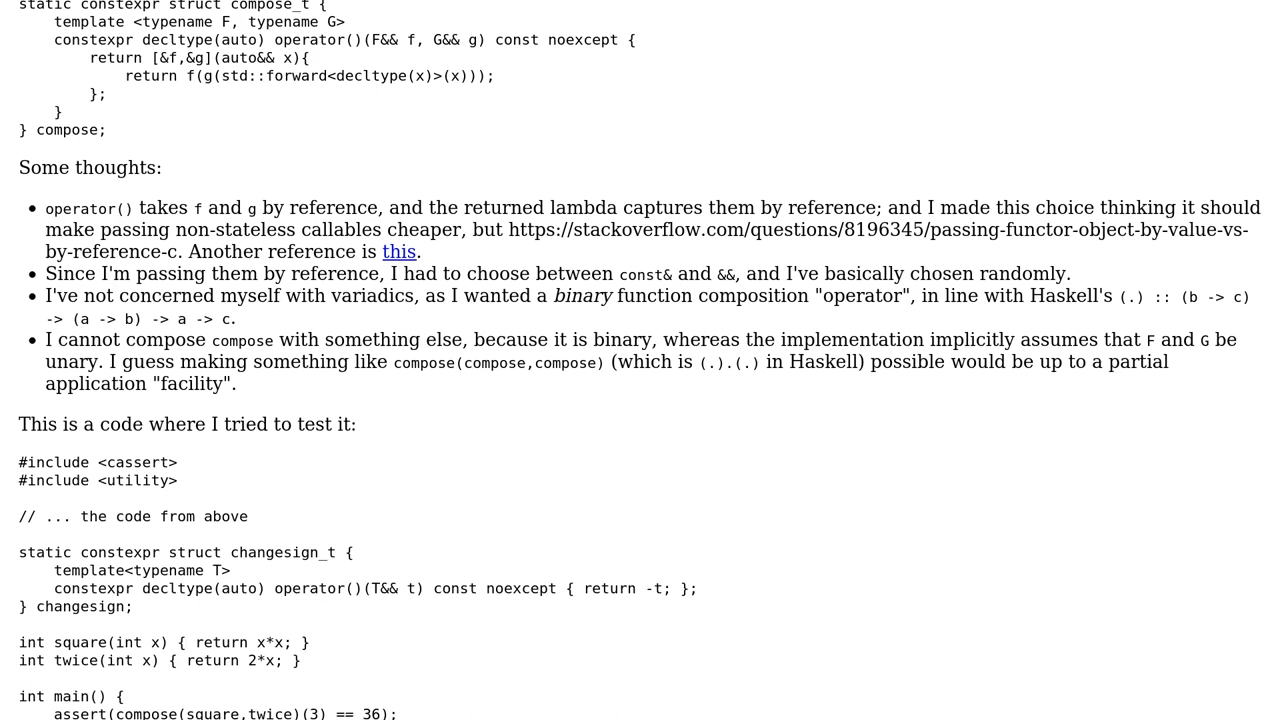 static constexpr struct compose_t {
    template <typename F, typename G>
    constexpr decltype(auto) operator()(F&& f, G&& g) const noexcept {
        return [&f,&g](auto&& x){
            return f(g(std::forward<decltype(x)>(x)));
        };
    }
} compose;
Some thoughts:
• operator() takes f and g by reference, and the returned lambda captures them by reference; and I made this choice thinking it should
make passing non-stateless callables cheaper, but https://stackoverflow.com/questions/8196345/passing-functor-object-by-value-vs-
by-reference-c. Another reference is this.
• Since I'm passing them by reference, I had to choose between const& and &&, and I've basically chosen randomly.
• I've not concerned myself with variadics, as I wanted a binary function composition "operator", in line with Haskell's (.) :: (b -> c)
-> (a -> b) -> a -> c.
• I cannot compose compose with something else, because it is binary, whereas the implementation implicitly assumes that F and G be
unary. I guess making something like compose(compose,compose) (which is (.).(.) in Haskell) possible would be up to a partial
application "facility".
This is a code where I tried to test it:
#include <cassert>
#include <utility>
// ... the code from above
static constexpr struct changesign_t {
    template<typename T>
    constexpr decltype(auto) operator()(T&& t) const noexcept { return -t; };
} changesign;
int square(int x) { return x*x; }
int twice(int x) { return 2*x; }
int main() {
    assert(compose(square,twice)(3) == 36);